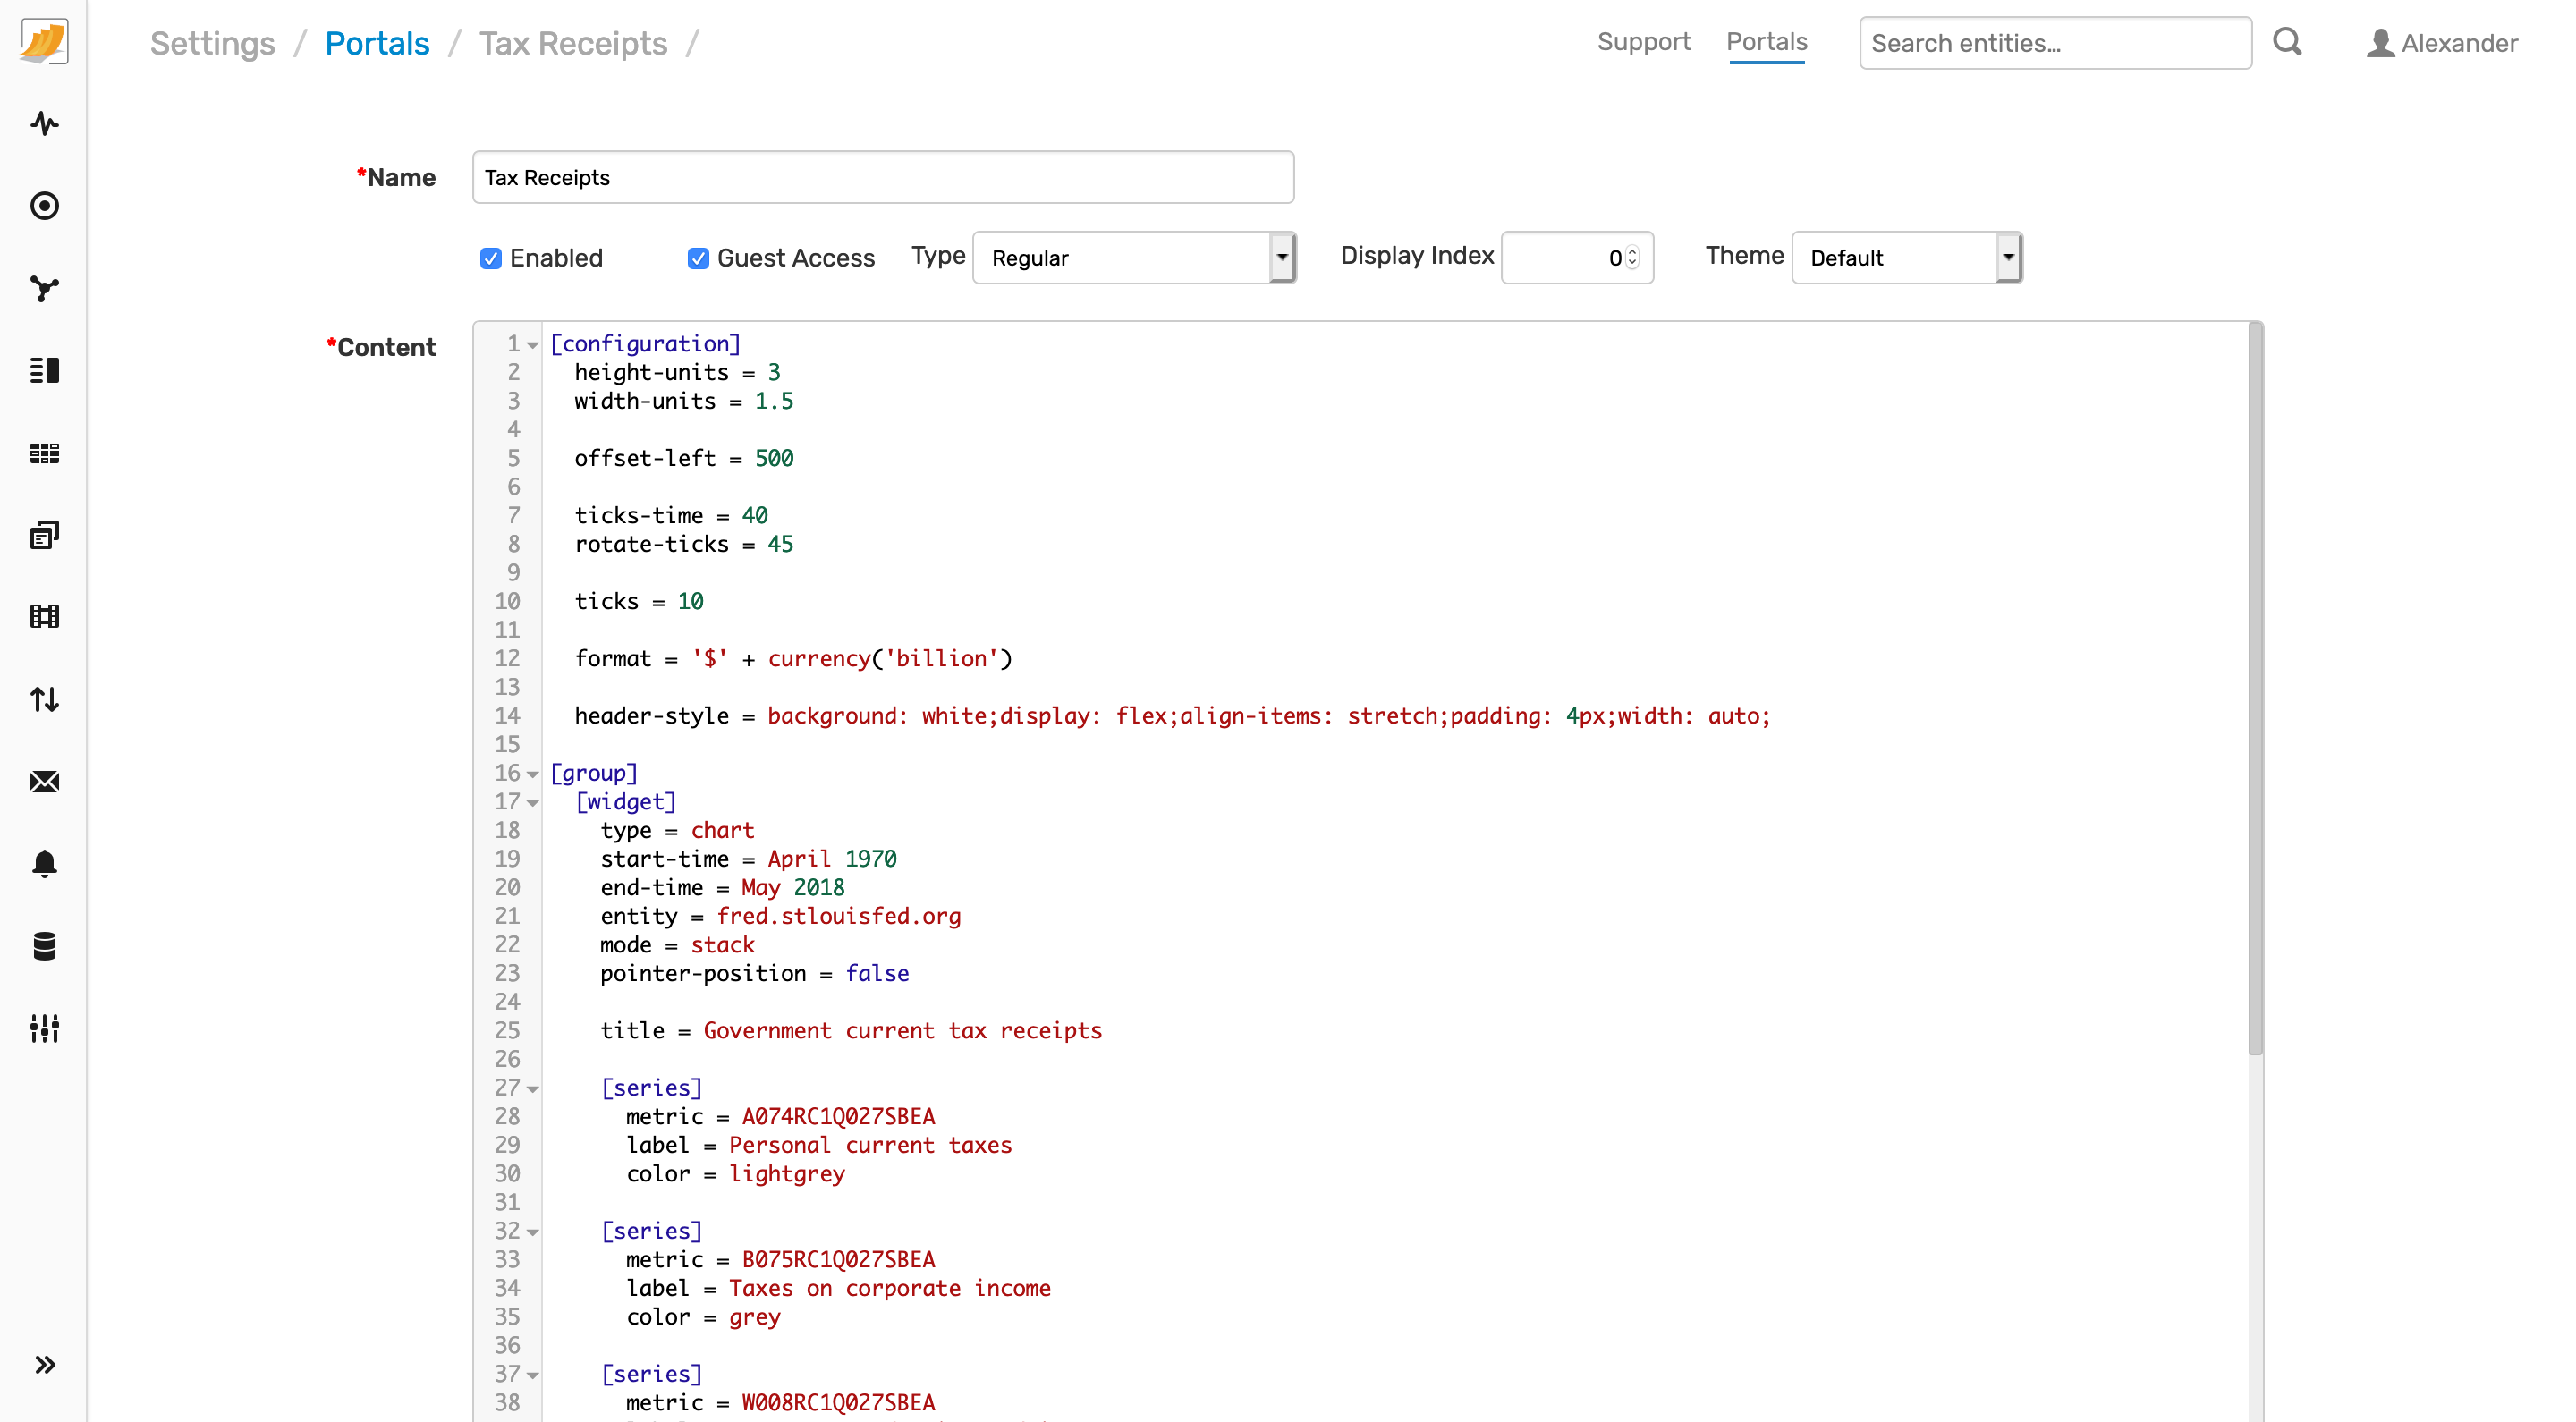 Settings / Portals / Tax Receipts /
Support Portals Search entities... Alexander
*Name Tax Receipts
Enabled Guest Access Type Regular Display Index 0 Theme Default
*Content
1 [configuration]
2 height-units = 3
3 width-units = 1.5
4
5 offset-left = 500
6
7 ticks-time = 40
8 rotate-ticks = 45
9
10 ticks = 10
11
12 format = '$' + currency('billion')
13
14 header-style = background: white;display: flex;align-items: stretch;padding: 4px;width: auto;
15
16 [group]
17 [widget]
18 type = chart
19 start-time = April 1970
20 end-time = May 2018
21 entity = fred.stlouisfed.org
22 mode = stack
23 pointer-position = false
24
25 title = Government current tax receipts
26
27 [series]
28 metric = A074RC1Q027SBEA
29 label = Personal current taxes
30 color = lightgrey
31
32 [series]
33 metric = B075RC1Q027SBEA
34 label = Taxes on corporate income
35 color = grey
36
37 [series]
38 metric = W008RC1Q027SBEA